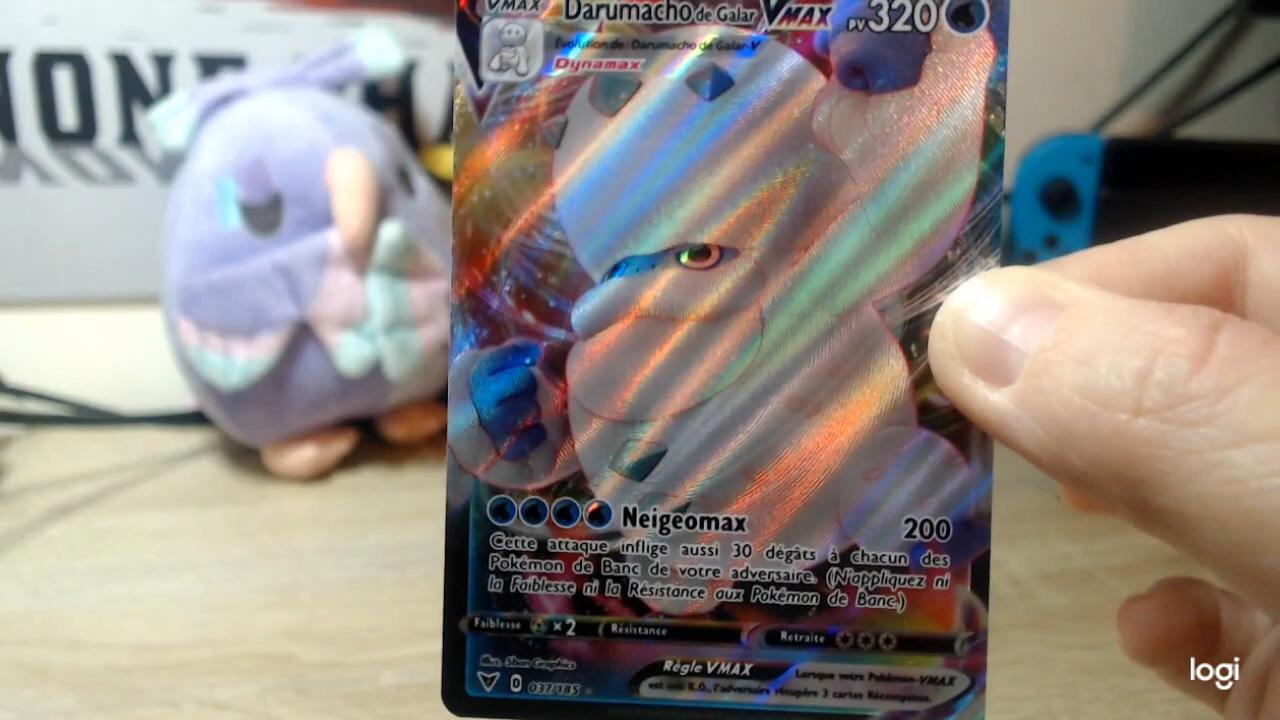 VMAX Darumacho de Galar VMAX PV 320
Évolution de : Darumacho de Galar-V
Dynamax
Neigeomax 200
Cette attaque inflige aussi 30 dégâts à chacun des
Pokémon de Banc de votre adversaire. (N'appliquez ni
la Faiblesse ni la Résistance aux Pokémon de Banc.)
Faiblesse ×2 Résistance Retraite
Illus. 5ban Graphics
D 037/185
Règle VMAX Lorsque votre Pokémon-VMAX
est mis K.O., l'adversaire récupère 3 cartes Récompense.
logi